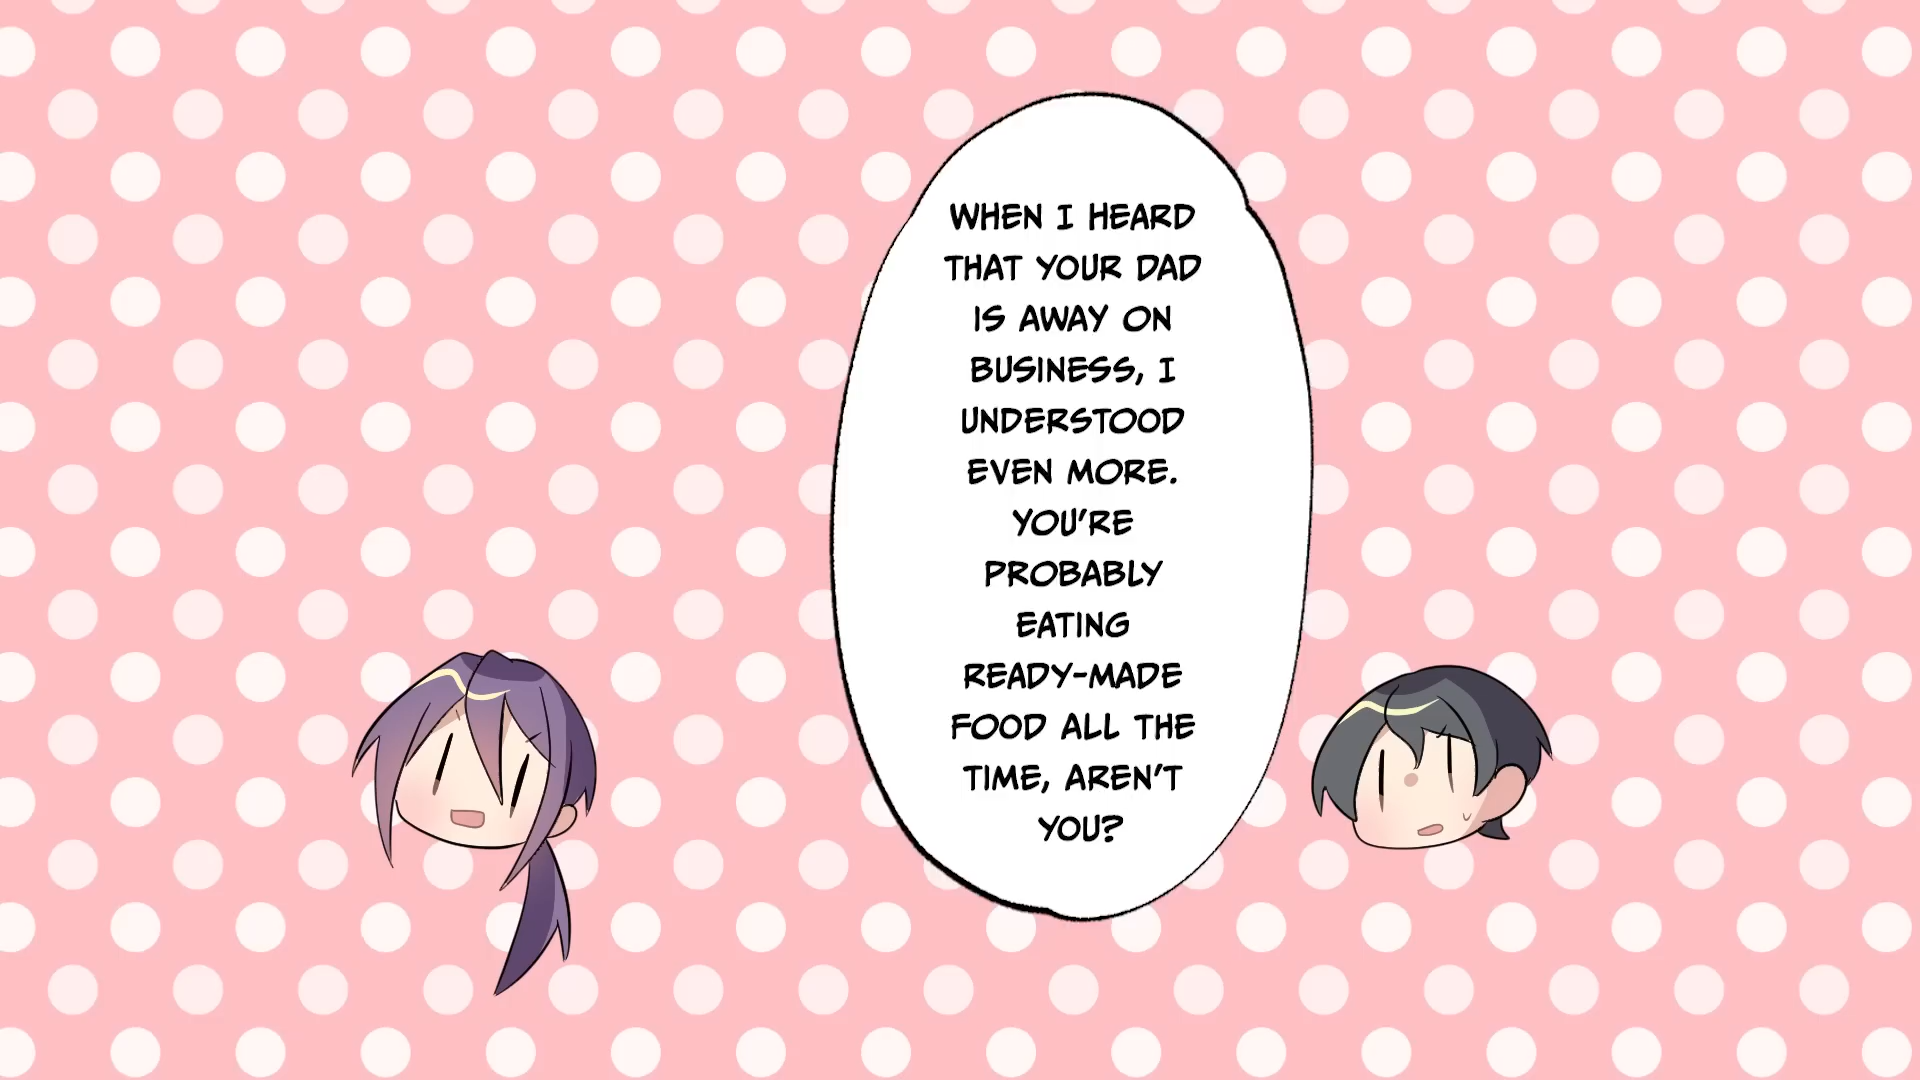 WHEN I HEARD
THAT YOUR DAD
IS AWAY ON
BUSINESS, I
UNDERSTOOD
EVEN MORE.
YOU'RE
PROBABLY
EATING
READY-MADE
FOOD ALL THE
TIME, AREN'T
YOU?